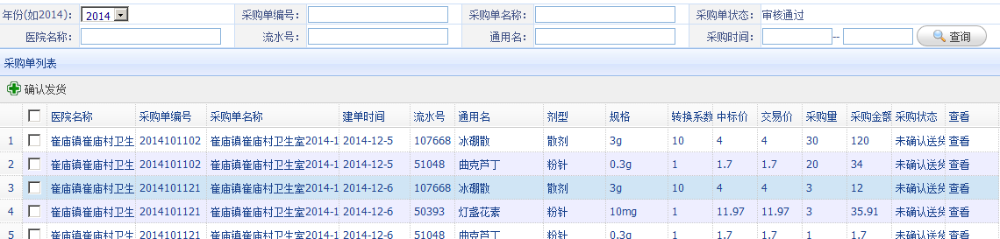 年份(如2014): 2014 采购单编号: 采购单名称: 采购单状态: 审核通过
医院名称: 流水号: 通用名: 采购时间: -- 查询
采购单列表
确认发货
医院名称 采购单编号 采购单名称 建单时间 流水号 通用名 剂型 规格 转换系数 中标价 交易价 采购量 采购金额 采购状态 查看
1 崔庙镇崔庙村卫生 2014101102 崔庙镇崔庙村卫生室2014-1 2014-12-5 107668 冰硼散 散剂 3g 10 4 4 30 120 未确认送货 查看
2 崔庙镇崔庙村卫生 2014101102 崔庙镇崔庙村卫生室2014-1 2014-12-5 51048 曲克芦丁 粉针 0.3g 1 1.7 1.7 20 34 未确认送货 查看
3 崔庙镇崔庙村卫生 2014101121 崔庙镇崔庙村卫生室2014-1 2014-12-6 107668 冰硼散 散剂 3g 10 4 4 3 12 未确认送货 查看
4 崔庙镇崔庙村卫生 2014101121 崔庙镇崔庙村卫生室2014-1 2014-12-6 50393 灯盏花素 粉针 10mg 1 11.97 11.97 3 35.91 未确认送货 查看
5 崔庙镇崔庙村卫生 2014101121 崔庙镇崔庙村卫生室2014-1 2014-12-6 51048 曲克芦丁 粉针 0.3g 1 1.7 1.7 1 1.7 未确认送货 查看